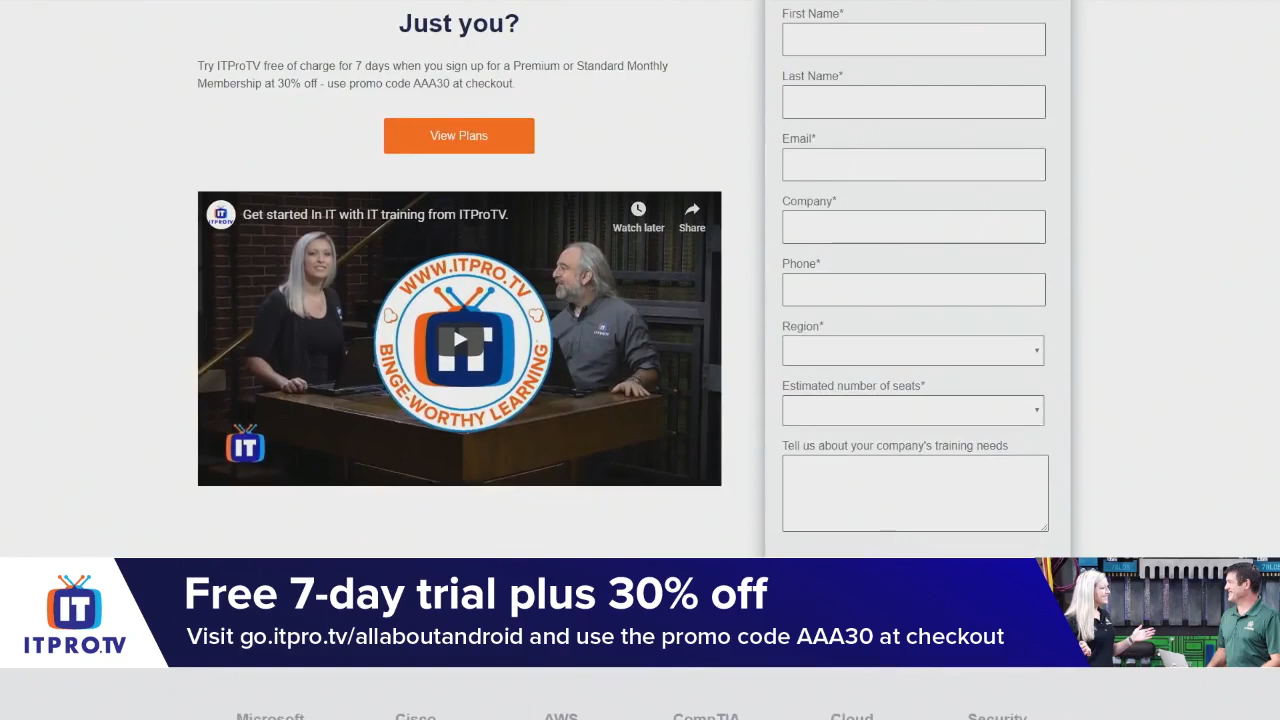 Just you?
Try ITProTV free of charge for 7 days when you sign up for a Premium or Standard Monthly
Membership at 30% off - use promo code AAA30 at checkout.
View Plans
ITPROTV
Get started In IT with IT training from ITProTV.
Watch later
Share
WWW.ITPRO.TV
IT
BINGE-WORTHY LEARNING
IT
First Name*
Last Name*
Email*
Company*
Phone*
Region*
Estimated number of seats*
Tell us about your company's training needs
IT
ITPRO.TV
Free 7-day trial plus 30% off
Visit go.itpro.tv/allaboutandroid and use the promo code AAA30 at checkout
Microsoft Cisco AWS CompTIA Cloud Security